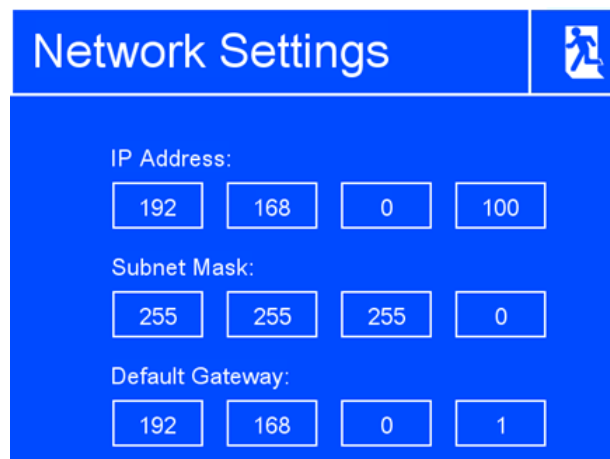 Network Settings
IP Address:
192 168 0 100
Subnet Mask:
255 255 255 0
Default Gateway:
192 168 0 1